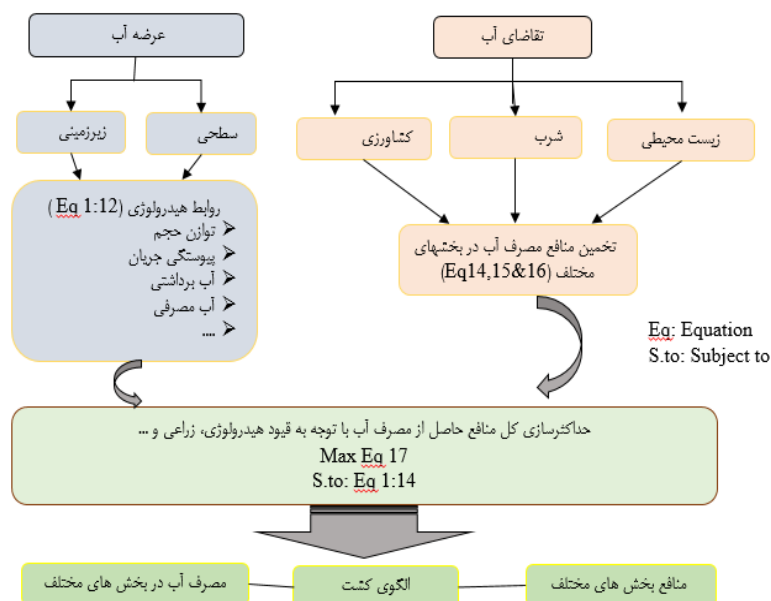 عرضه آب
تقاضای آب
زیرزمینی
سطحی
کشاورزی
شرب
زیست محیطی
روابط هیدرولوژی (Eq 1:12 )
توازن حجم
پیوستگی جریان
آب برداشتی
آب مصرفی
....
تخمین منافع مصرف آب در بخشهای
مختلف (Eq14,15&16)
Eq: Equation
S.to: Subject to
حداکثرسازی کل منافع حاصل از مصرف آب با توجه به قیود هیدرولوژی، زراعی و ...
Max Eq 17
S.to: Eq 1:14
مصرف آب در بخش های مختلف
الگوی کشت
منافع بخش های مختلف